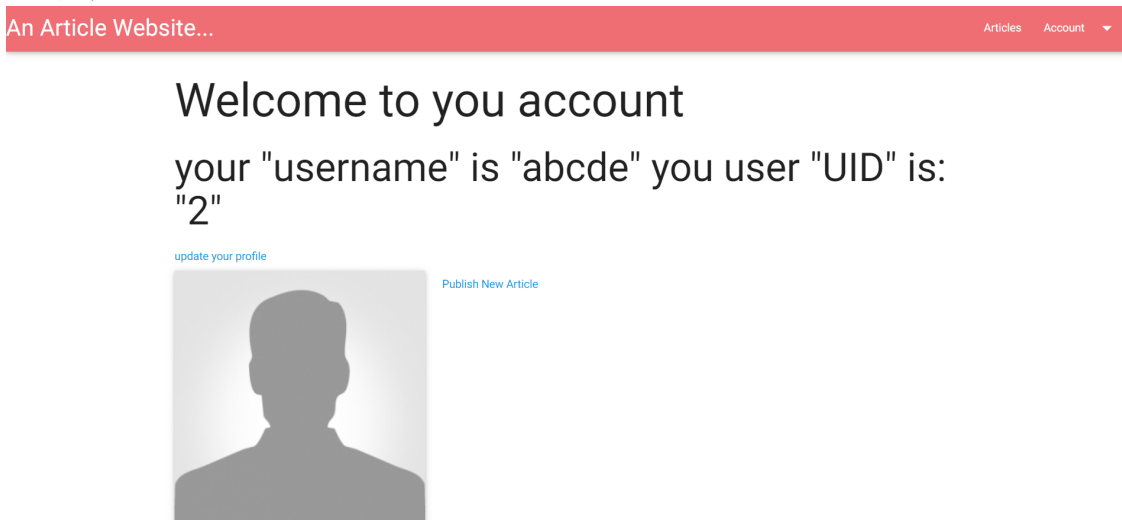 An Article Website...
Articles
Account
Welcome to you account
your "username" is "abcde" you user "UID" is:
"2"
update your profile
Publish New Article